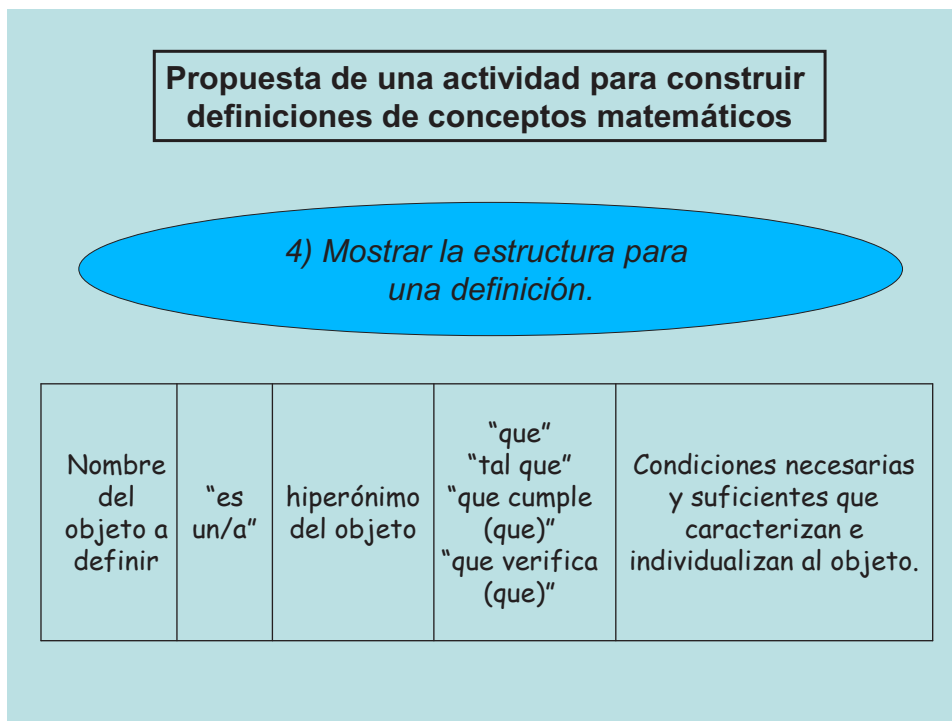 Propuesta de una actividad para construir
definiciones de conceptos matemáticos
4) Mostrar la estructura para
una definición.
Nombre
del
objeto a
definir
“es
un/a”
hiperónimo
del objeto
“que”
“tal que”
“que cumple
(que)”
“que verifica
(que)”
Condiciones necesarias
y suficientes que
caracterizan e
individualizan al objeto.